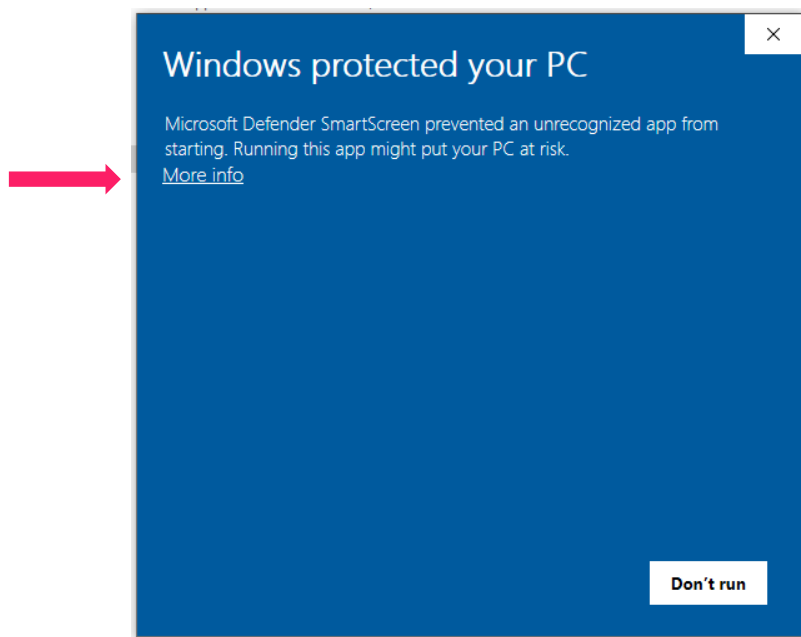 Windows protected your PC
Microsoft Defender SmartScreen prevented an unrecognized app from
starting. Running this app might put your PC at risk.
More info
Don't run